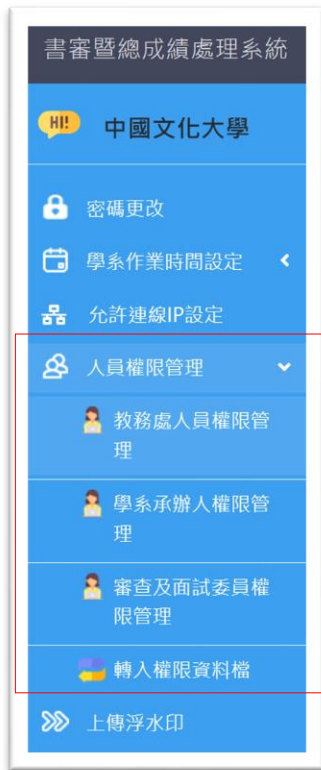 書審暨總成績處理系統
HI!
中國文化大學
密碼更改
學系作業時間設定
允許連線IP設定
人員權限管理
教務處人員權限管
理
學系承辦人權限管
理
審查及面試委員權
限管理
轉入權限資料檔
上傳浮水印